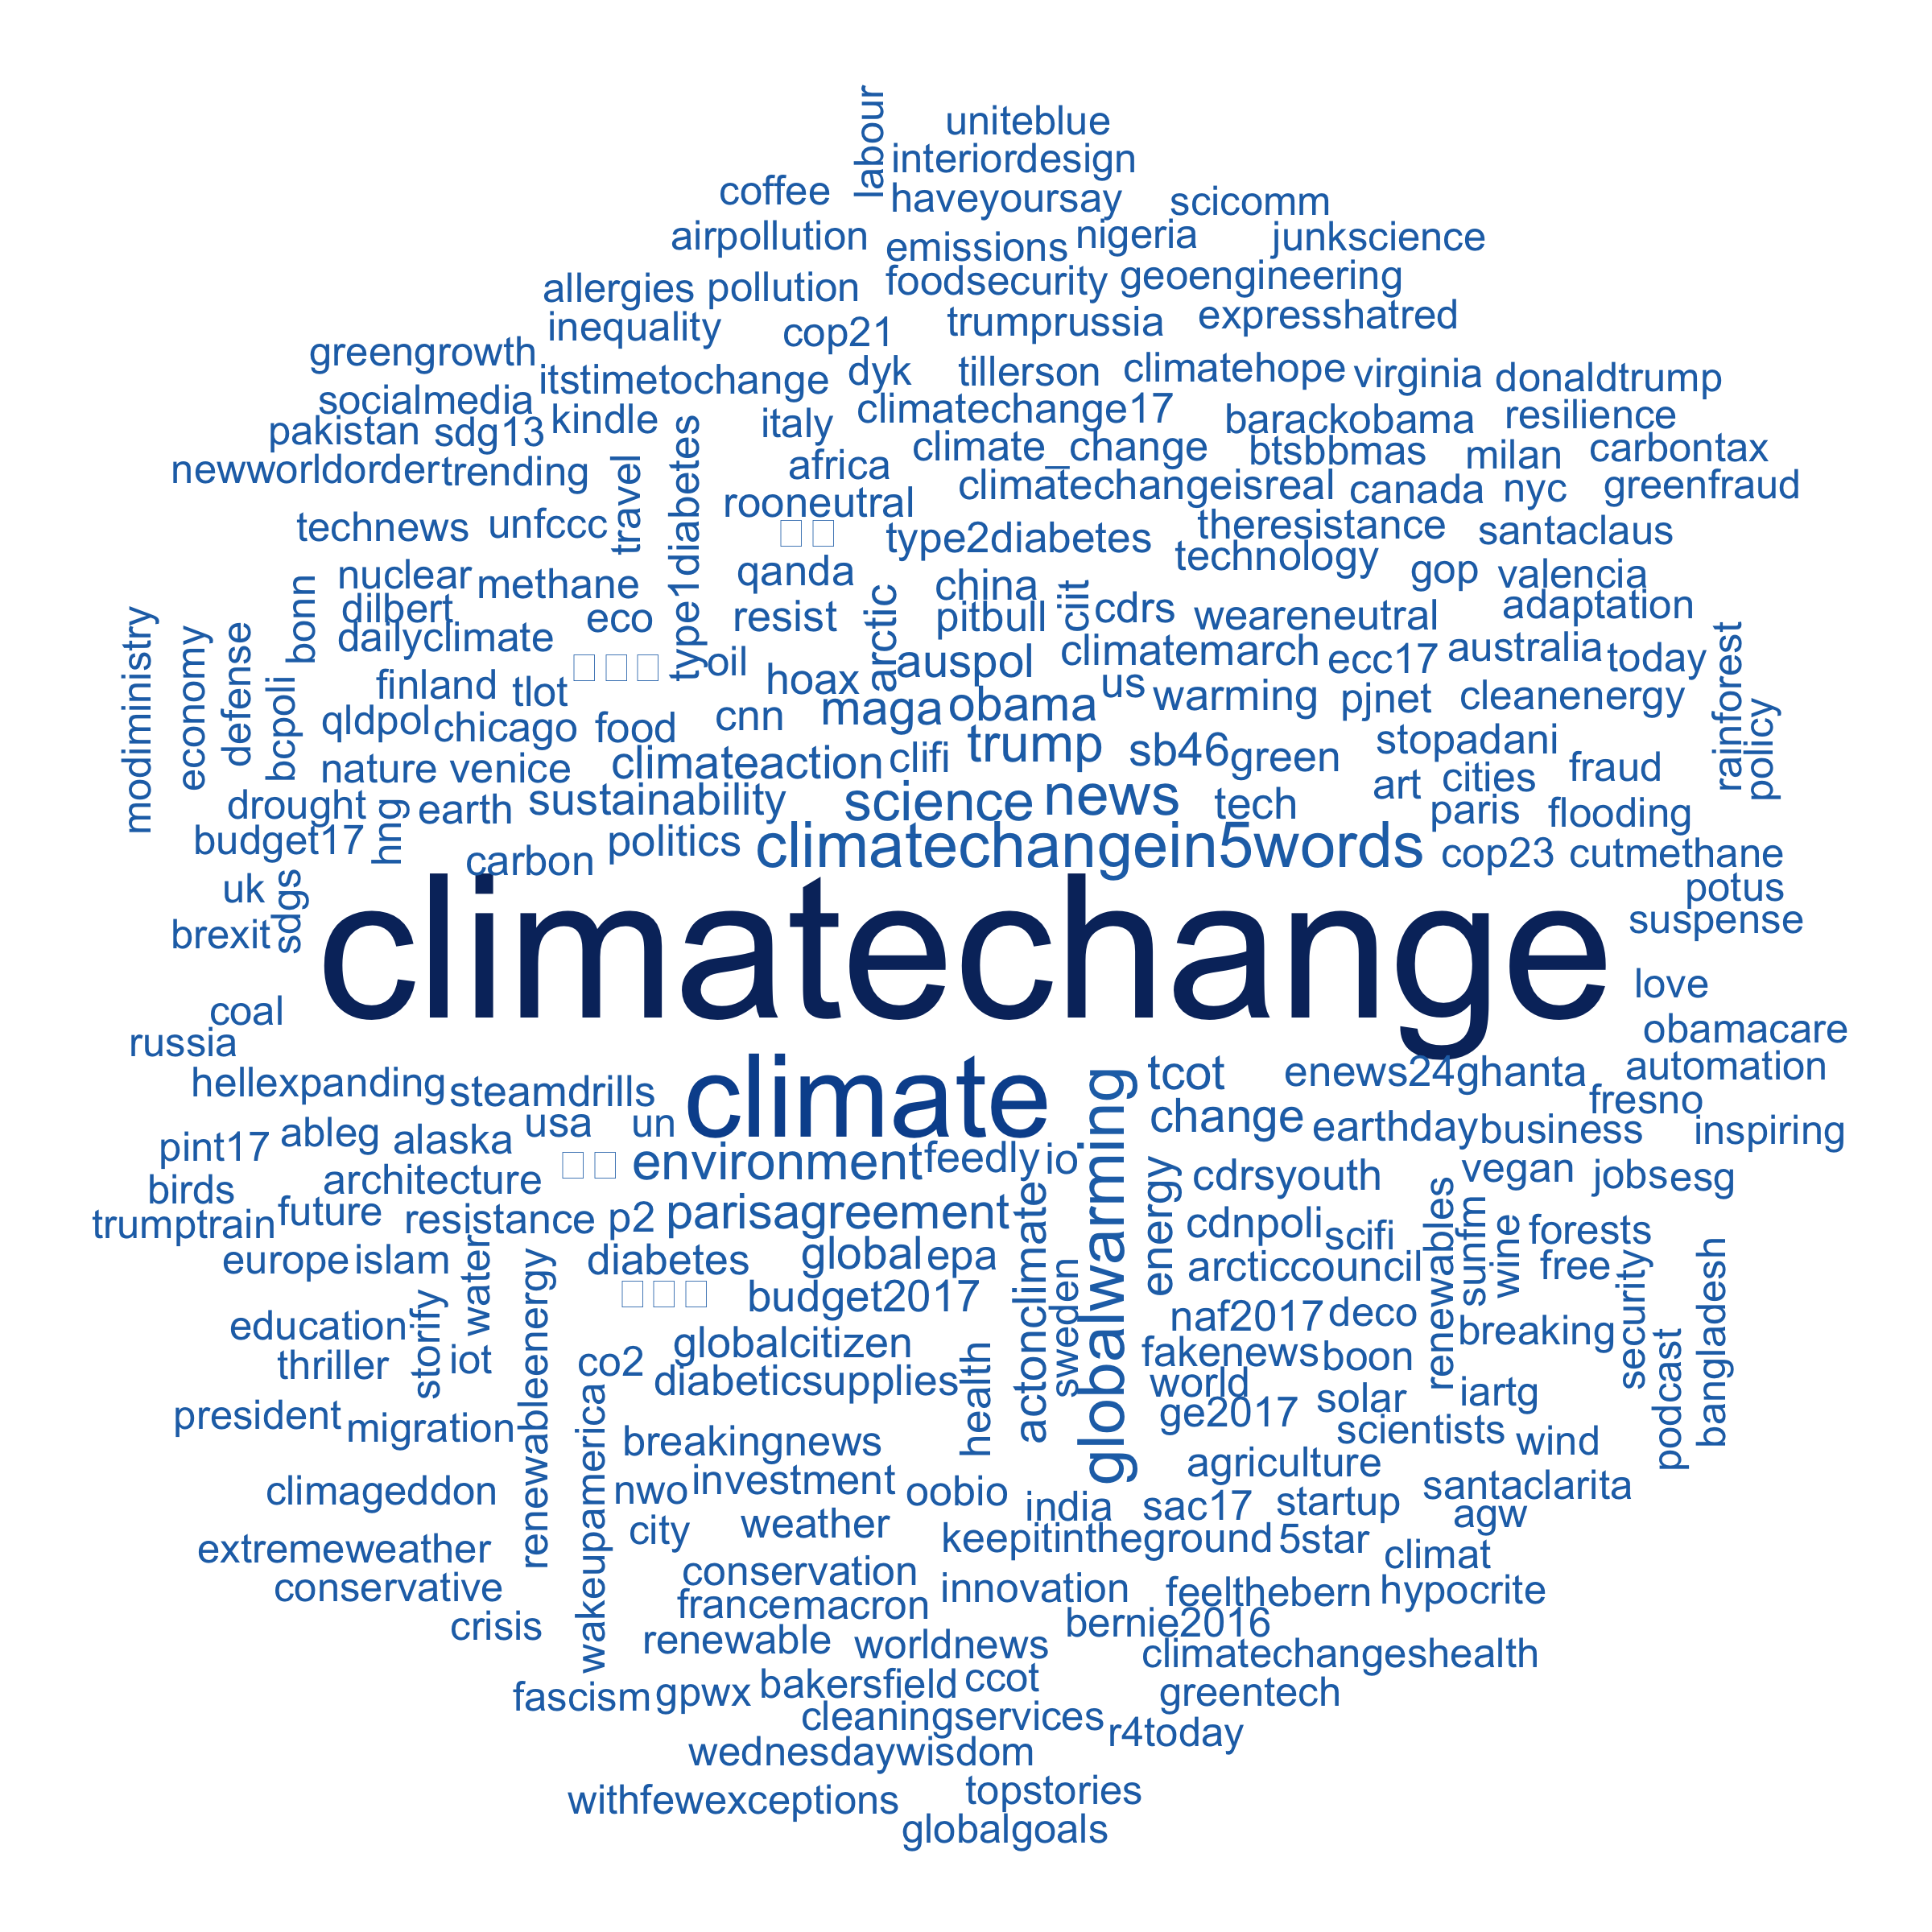 labour
uniteblue
interiordesign
coffee
haveyoursay
scicomm
airpollution
emissions
nigeria
junkscience
allergies
pollution
foodsecurity
geoengineering
inequality
cop21
trumprussia
expresshatred
greengrowth
itstimetochange
dyk
tillerson
climatehope
virginia
donaldtrump
socialmedia
kindle
italy
climatechange17
barackobama
resilience
pakistan
sdg13
type1diabetes
africa
climate_change
btsbbmas
milan
carbontax
newworldorder
trending
travel
rooneutral
climatechangeisreal
canada
nyc
greenfraud
technews
unfccc
type2diabetes
theresistance
santaclaus
technology
nuclear
methane
qanda
china
ciit
gop
valencia
bonn
dilbert
eco
resist
arctic
pitbull
cdrs
weareneutral
adaptation
modiministry
economy
defense
dailyclimate
oil
hoax
auspol
climatemarch
ecc17
australia
today
rainforest
bcpoli
finland
tlot
maga
obama
us
warming
pjnet
cleanenergy
policy
qldpol
chicago
food
cnn
nature
venice
climateaction
clifi
trump
sb46
green
stopadani
fraud
drought
hng
earth
sustainability
science
news
tech
art
cities
paris
flooding
budget17
carbon
politics
climatechangein5words
cop23
cutmethane
uk
sdgs
potus
brexit
suspense
climatechange
love
coal
obamacare
russia
hellexpanding
steamdrills
climate
globalwarming
tcot
enews24ghanta
automation
fresno
pint17
ableg
alaska
usa
un
change
earthday
business
inspiring
birds
architecture
environment
feedly
io
energy
cdrsyouth
vegan
jobs
esg
trumptrain
future
resistance
p2
parisagreement
actonclimate
cdnpoli
scifi
renewables
sunfm
wine
forests
europe
islam
water
renewableenergy
diabetes
global
epa
sweden
arcticcouncil
free
security
bangladesh
budget2017
naf2017
deco
education
storify
iot
globalcitizen
fakenews
boon
breaking
podcast
thriller
co2
diabeticsupplies
health
world
solar
iartg
president
migration
wakeupamerica
ge2017
scientists
wind
breakingnews
agriculture
climageddon
nwo
investment
oobio
india
sac17
startup
santaclarita
agw
city
weather
keepitintheground
5star
climat
extremeweather
conservation
conservative
innovation
feelthebern
hypocrite
crisis
france
macron
bernie2016
renewable
worldnews
climatechangeshealth
fascism
gpwx
bakersfield
ccot
greentech
cleaningservices
r4today
wednesdaywisdom
withfewexceptions
topstories
globalgoals